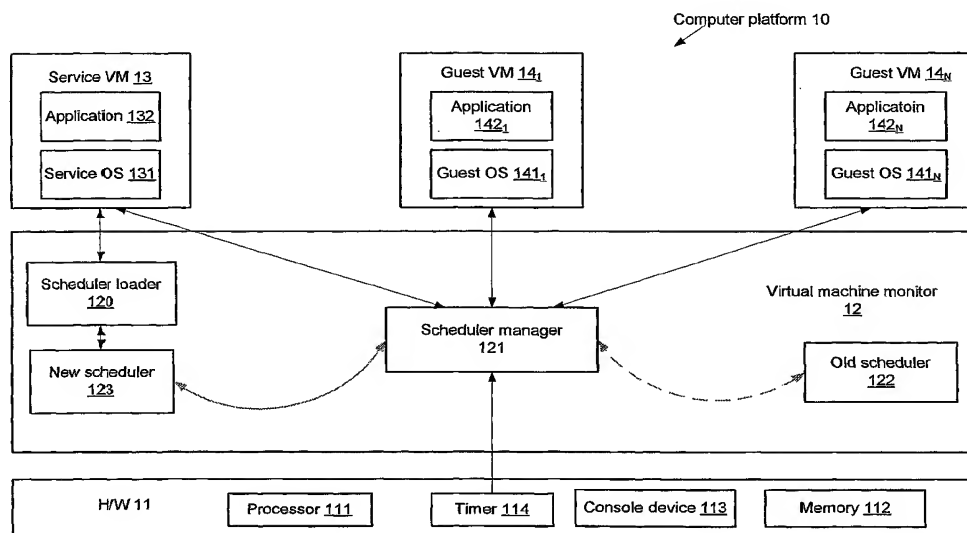 Computer platform 10
Service VM 13
Application 132
Service OS 131
Guest VM 14₁
Application
142₁
Guest OS 141₁
Guest VM 14N
Applicatoin
142N
Guest OS 141N
Scheduler loader
120
New scheduler
123
Scheduler manager
121
Virtual machine monitor
12
Old scheduler
122
H/W 11
Processor 111
Timer 114
Console device 113
Memory 112